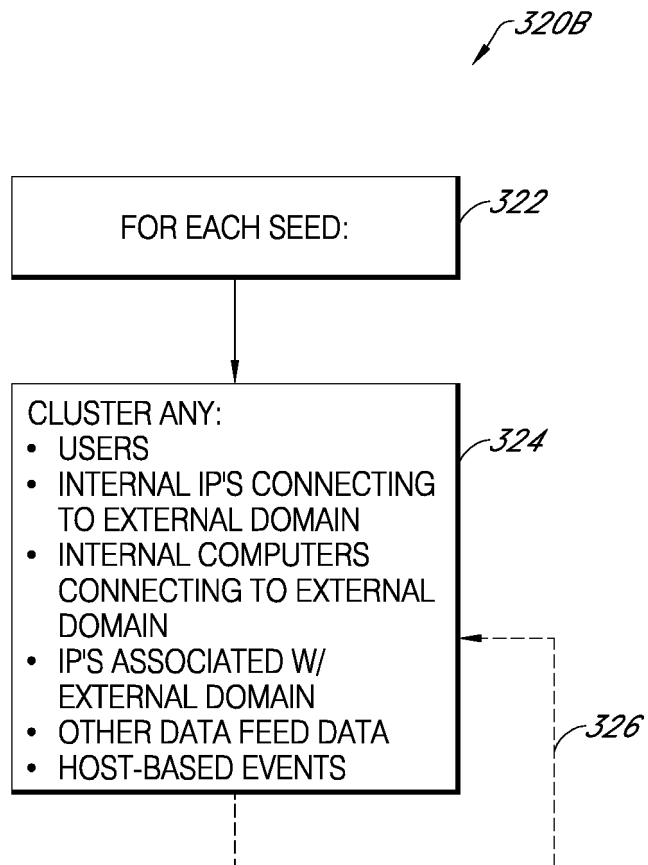 320B
FOR EACH SEED:
322
CLUSTER ANY:
• USERS
• INTERNAL IP'S CONNECTING
TO EXTERNAL DOMAIN
• INTERNAL COMPUTERS
CONNECTING TO EXTERNAL
DOMAIN
• IP'S ASSOCIATED W/
EXTERNAL DOMAIN
• OTHER DATA FEED DATA
• HOST-BASED EVENTS
324
326